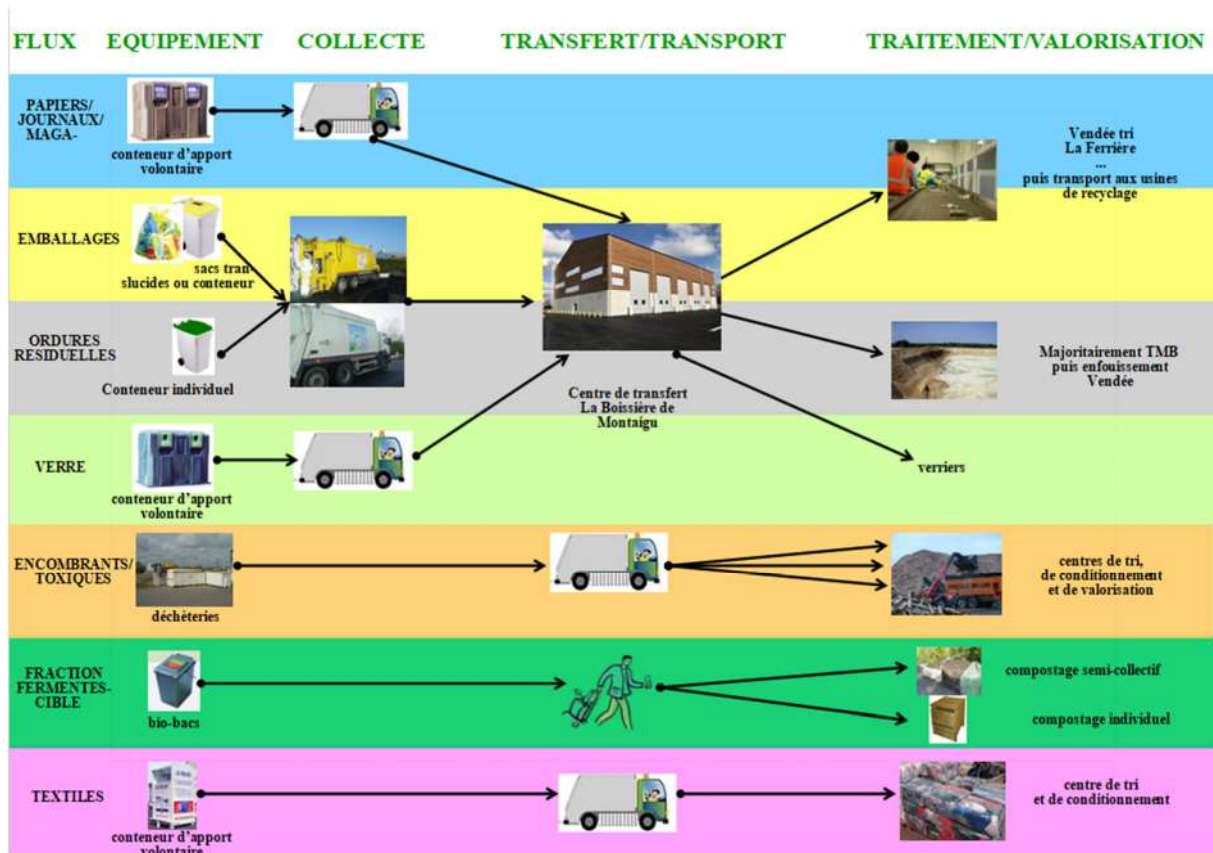 FLUX
EQUIPEMENT
COLLECTE
TRANSFERT/TRANSPORT
TRAITEMENT/VALORISATION
PAPIERS/
JOURNAUX/
MAGA-
conteneur d'apport
volontaire
Vendée tri
La Ferrière
...
puis transport aux usines
de recyclage
EMBALLAGES
sacs tran-
slucides ou conteneur
ORDURES
RESIDUELLES
Conteneur individuel
Centre de transfert
La Boissière de
Montaigu
Majoritairement TMB
puis enfouissement
Vendée
VERRE
conteneur d'apport
volontaire
verriers
ENCOMBRANTS/
TOXIQUES
déchèteries
centres de tri,
de conditionnement
et de valorisation
FRACTION
FERMENTES-
CIBLE
bio-bacs
compostage semi-collectif
compostage individuel
TEXTILES
conteneur d'apport
volontaire
centre de tri
et de conditionnement